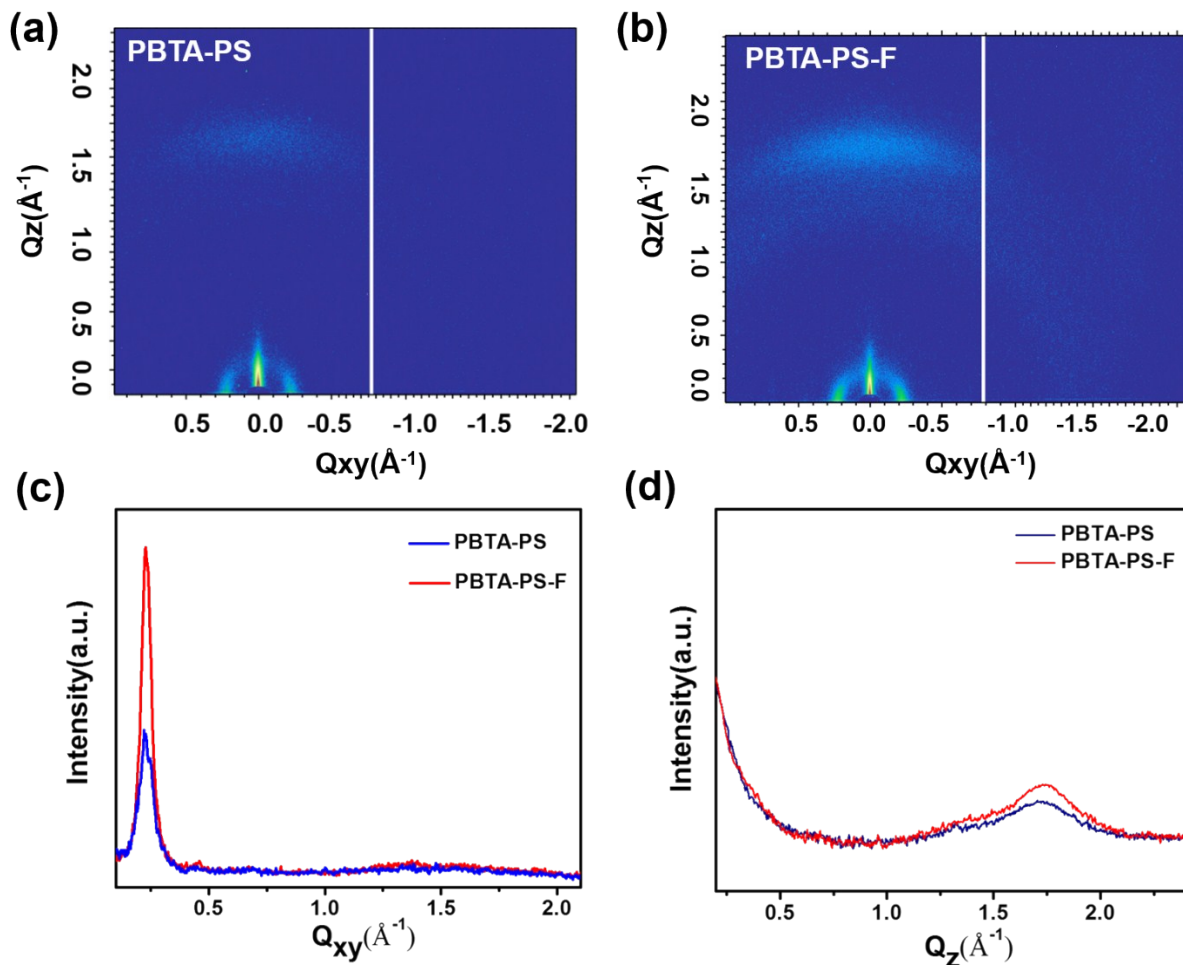 (a)
PBTA-PS
2.0
1.5
1.0
0.5
0.0
Qz(Å⁻¹)
0.5 0.0 -0.5 -1.0 -1.5 -2.0
Qxy(Å⁻¹)
(b)
PBTA-PS-F
2.0
1.5
1.0
0.5
0.0
Qz(Å⁻¹)
0.5 0.0 -0.5 -1.0 -1.5 -2.0
Qxy(Å⁻¹)
(c)
PBTA-PS
PBTA-PS-F
Intensity(a.u.)
0.5 1.0 1.5 2.0
Qxy(Å⁻¹)
(d)
PBTA-PS
PBTA-PS-F
Intensity(a.u.)
0.5 1.0 1.5 2.0
Qz(Å⁻¹)